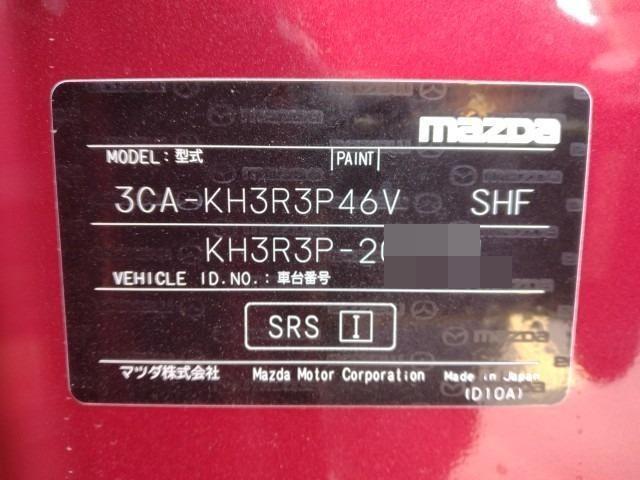 mazda
MODEL:型式 PAINT
3CA-KH3R3P46V SHF
KH3R3P-20
VEHICLE ID.NO.:車台番号
SRS I
マツダ株式会社 Mazda Motor Corporation Made in Japan
(D10A)